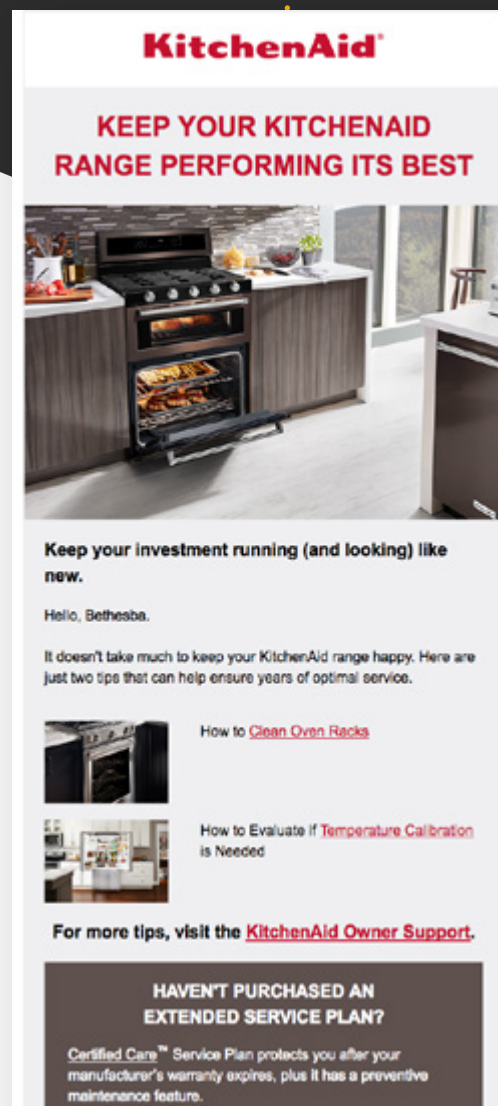 KitchenAid®
KEEP YOUR KITCHENAID
RANGE PERFORMING ITS BEST
Keep your investment running (and looking) like
new.
Hello, Bethesba.
It doesn't take much to keep your KitchenAid range happy. Here are
just two tips that can help ensure years of optimal service.
How to Clean Oven Racks
How to Evaluate if Temperature Calibration
is Needed
For more tips, visit the KitchenAid Owner Support.
HAVEN'T PURCHASED AN
EXTENDED SERVICE PLAN?
Certified Care™ Service Plan protects you after your
manufacturer's warranty expires, plus it has a preventive
maintenance feature.